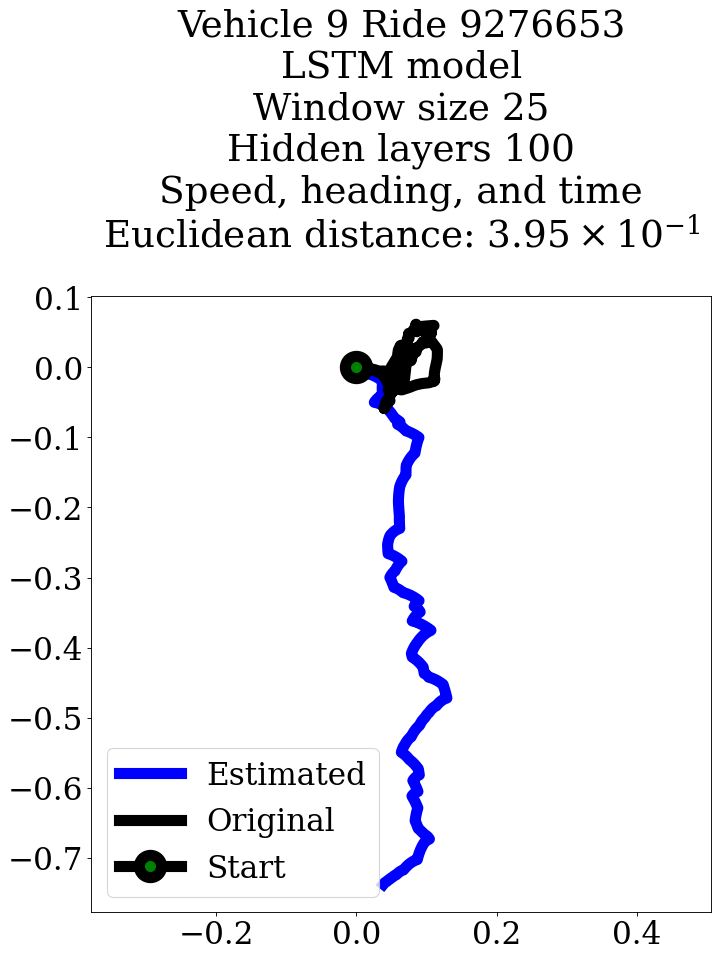 Vehicle 9 Ride 9276653
LSTM model
Window size 25
Hidden layers 100
Speed, heading, and time
Euclidean distance: 3.95 × 10⁻¹
0.1
0.0
−0.1
−0.2
−0.3
−0.4
−0.5
−0.6
−0.7
Estimated
Original
Start
−0.2 0.0 0.2 0.4